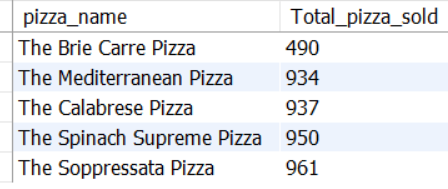 pizza_name Total_pizza_sold
The Brie Carre Pizza 490
The Mediterranean Pizza 934
The Calabrese Pizza 937
The Spinach Supreme Pizza 950
The Soppressata Pizza 961